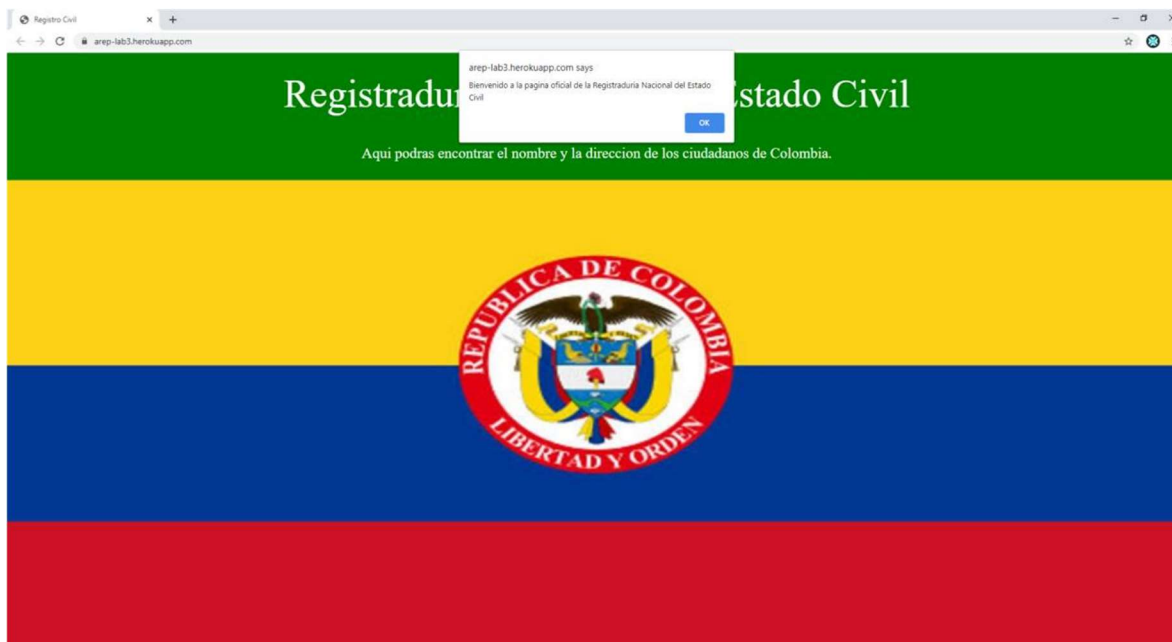 Registro Civil
arep-lab3.herokuapp.com
arep-lab3.herokuapp.com says
Bienvenido a la pagina oficial de la Registraduria Nacional del Estado
Civil
OK
Civil
Aqui podras encontrar el nombre y la direccion de los ciudadanos de Colombia.
REPUBLICA DE COLOMBIA
LIBERTAD Y ORDEN